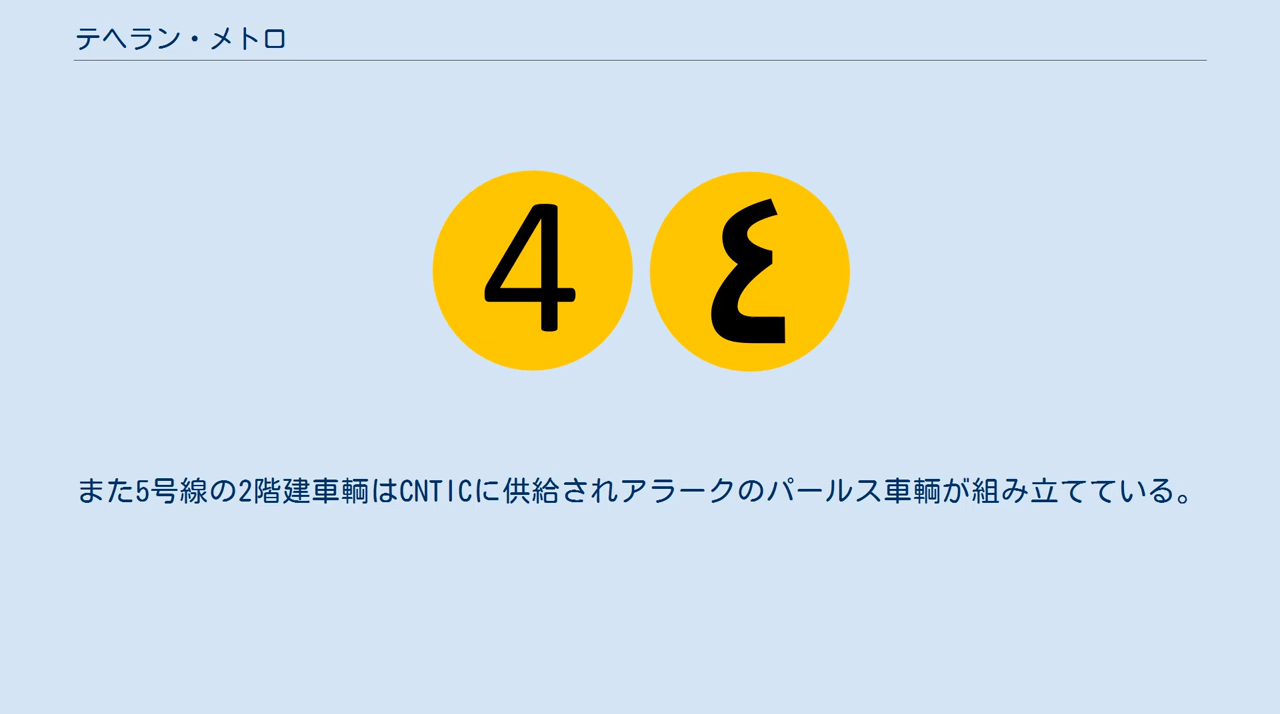 テヘラン・メトロ
4 ٤
また5号線の2階建車輌はCNTICに供給されアラークのパールス車輌が組み立てている。